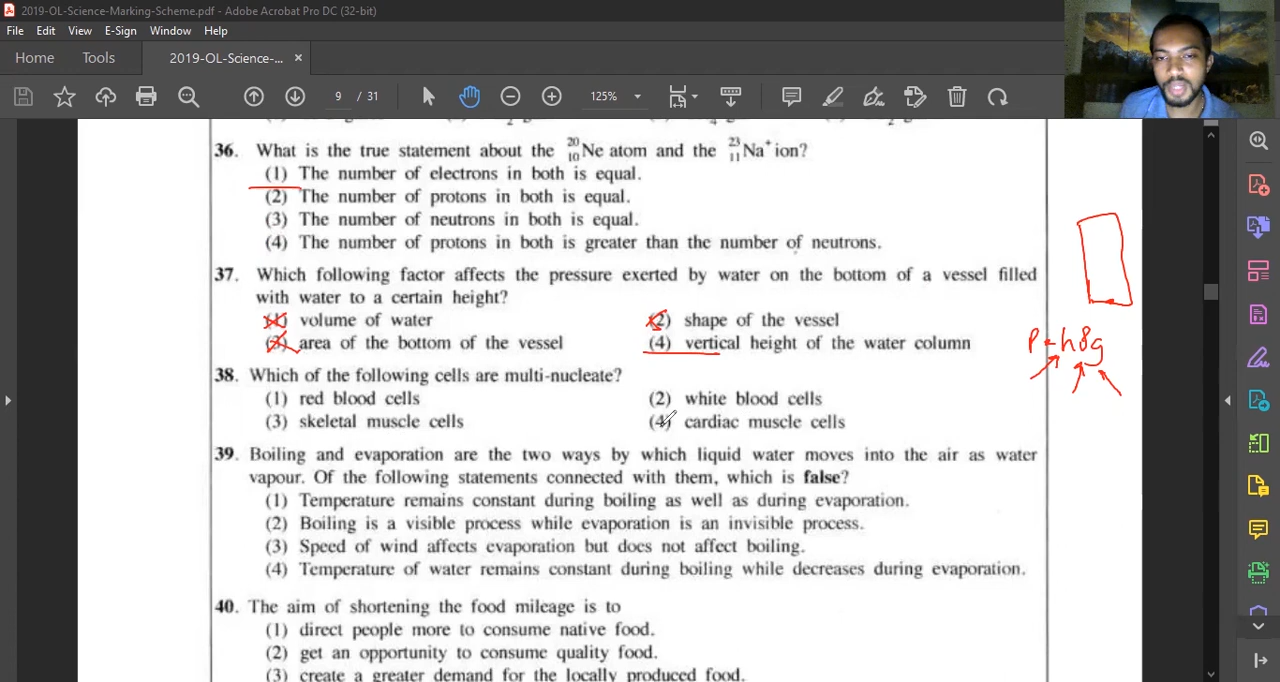 2019-OL-Science-Marking-Scheme.pdf - Adobe Acrobat Pro DC (32-bit)
File Edit View E-Sign Window Help
Home Tools 2019-OL-Science-... ×
9 / 31 125%
36. What is the true statement about the ²⁰₁₀Ne atom and the ²³₁₁Na⁺ ion?
(1) The number of electrons in both is equal.
(2) The number of protons in both is equal.
(3) The number of neutrons in both is equal.
(4) The number of protons in both is greater than the number of neutrons.
37. Which following factor affects the pressure exerted by water on the bottom of a vessel filled
with water to a certain height?
(1) volume of water (2) shape of the vessel
(3) area of the bottom of the vessel (4) vertical height of the water column
P = hρg
38. Which of the following cells are multi-nucleate?
(1) red blood cells (2) white blood cells
(3) skeletal muscle cells (4) cardiac muscle cells
39. Boiling and evaporation are the two ways by which liquid water moves into the air as water
vapour. Of the following statements connected with them, which is false?
(1) Temperature remains constant during boiling as well as during evaporation.
(2) Boiling is a visible process while evaporation is an invisible process.
(3) Speed of wind affects evaporation but does not affect boiling.
(4) Temperature of water remains constant during boiling while decreases during evaporation.
40. The aim of shortening the food mileage is to
(1) direct people more to consume native food.
(2) get an opportunity to consume quality food.
(3) create a greater demand for the locally produced food.